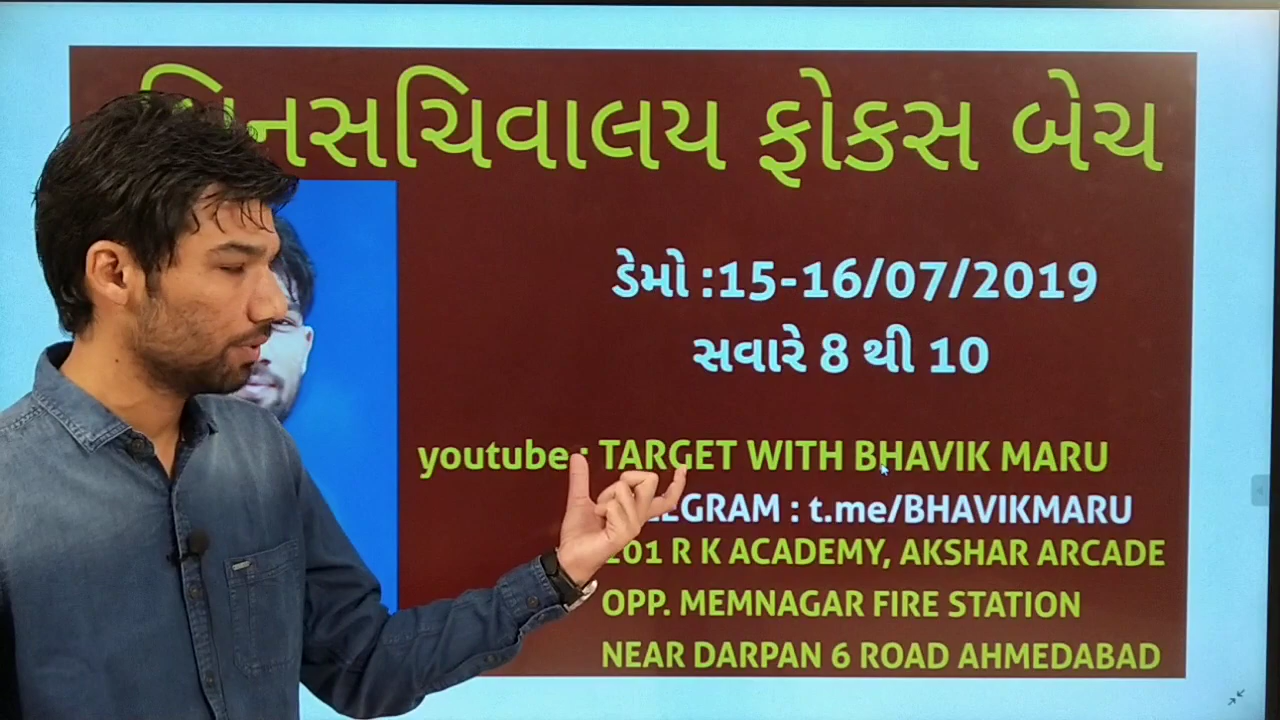 ફોકસ બેચ
ડેમો :15-16/07/2019
સવારે 8 થી 10
youtube : TARGET WITH BHAVIK MARU
: t.me/BHAVIKMARU
R K ACADEMY, AKSHAR ARCADE
OPP. MEMNAGAR FIRE STATION
NEAR DARPAN 6 ROAD AHMEDABAD